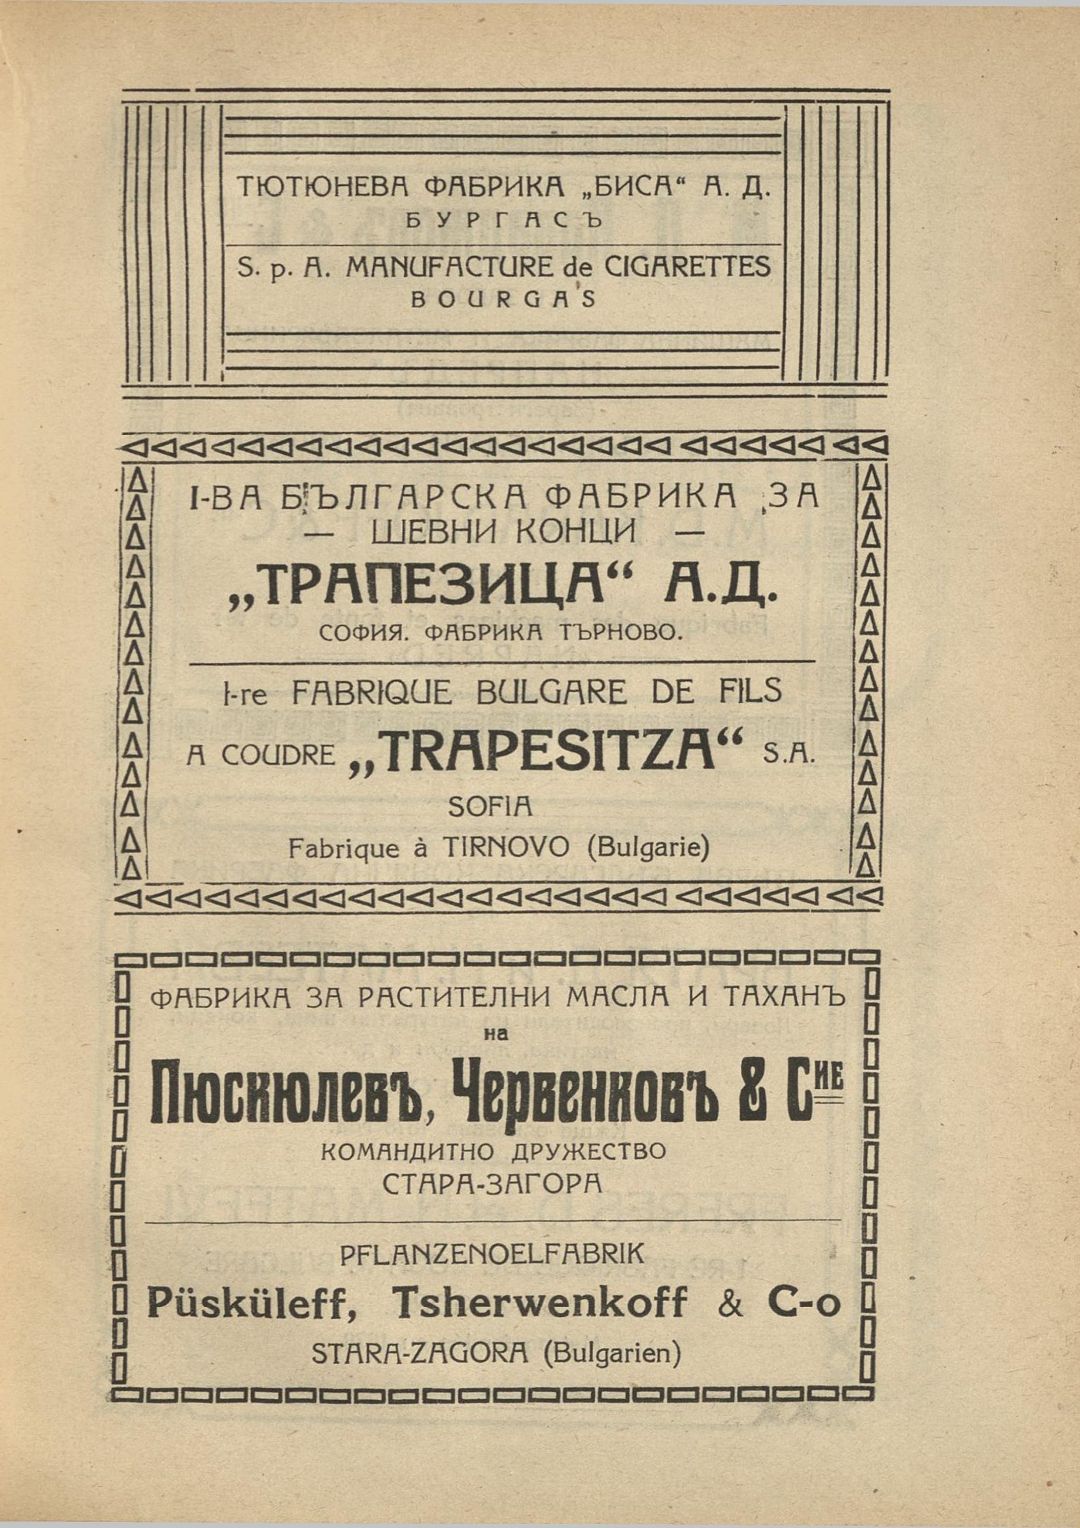 ТЮТЮНЕВА ФАБРИКА „БИСА“ А. Д.
БУРГАСЪ
S. p. A. MANUFACTURE de CIGARETTES
BOURGAS
I-ВА БЪЛГАРСКА ФАБРИКА ЗА
— ШЕВНИ КОНЦИ —
„ТРАПЕЗИЦА“ А.Д.
СОФИЯ. ФАБРИКА ТЪРНОВО.
I-re FABRIQUE BULGARE DE FILS
A COUDRE „TRAPESITZA“ S.A.
SOFIA
Fabrique à TIRNOVO (Bulgarie)
ФАБРИКА ЗА РАСТИТЕЛНИ МАСЛА И ТАХАНЪ
на
Пюскюлевъ, Червенковъ & Сие
КОМАНДИТНО ДРУЖЕСТВО
СТАРА-ЗАГОРА
PFLANZENOELFABRIK
Püsküleff, Tsherwenkoff & C-o
STARA-ZAGORA (Bulgarien)